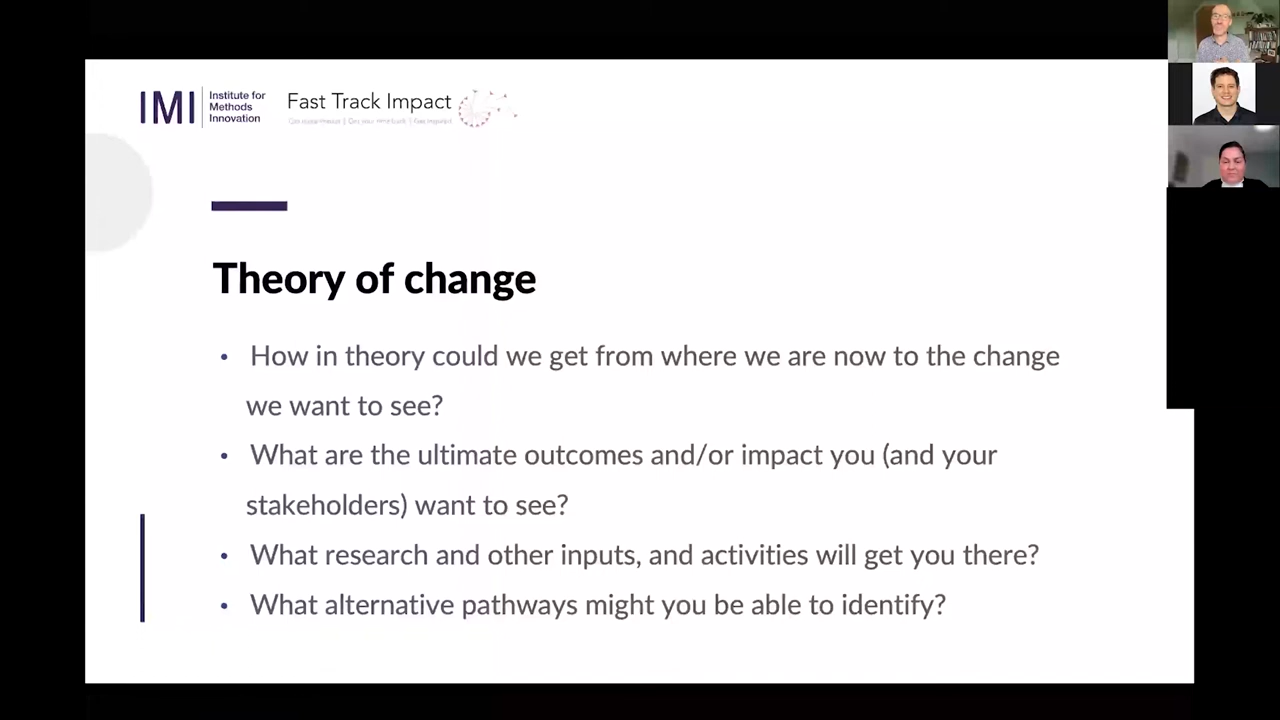 IMI
Institute for
Methods
Innovation
Fast Track Impact
Theory of change
• How in theory could we get from where we are now to the change
we want to see?
• What are the ultimate outcomes and/or impact you (and your
stakeholders) want to see?
• What research and other inputs, and activities will get you there?
• What alternative pathways might you be able to identify?